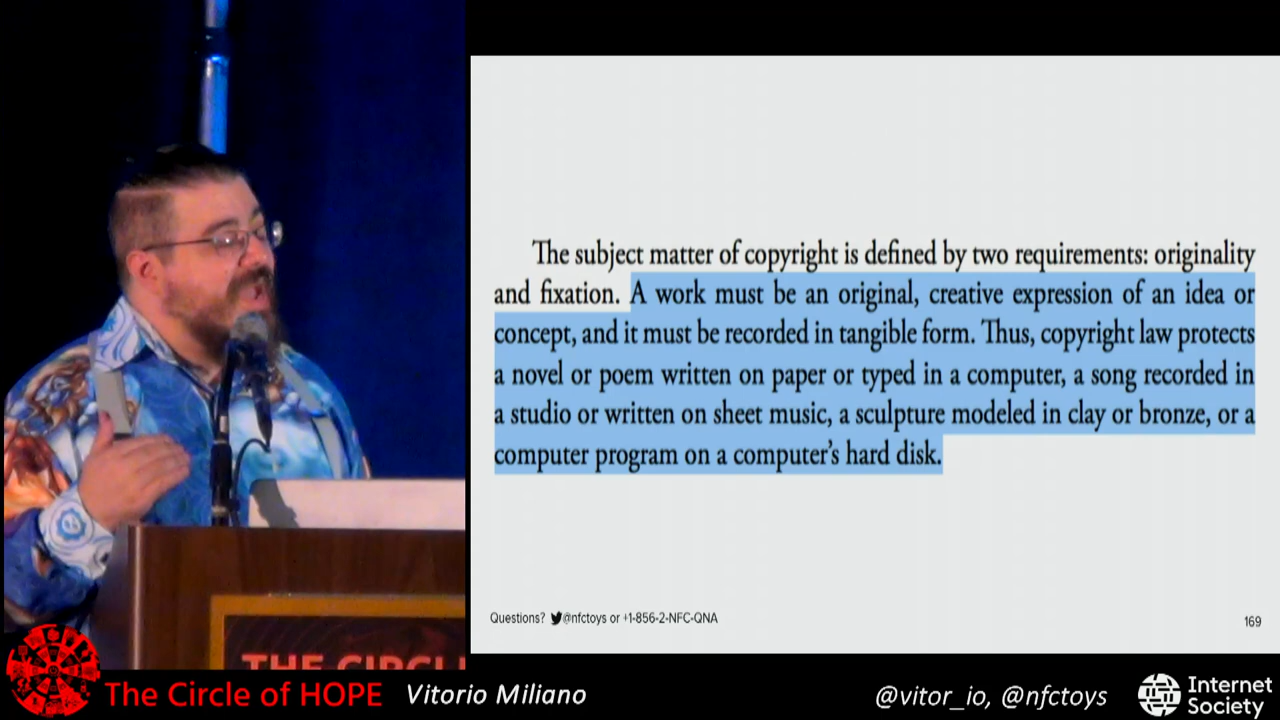 The subject matter of copyright is defined by two requirements: originality
and fixation. A work must be an original, creative expression of an idea or
concept, and it must be recorded in tangible form. Thus, copyright law protects
a novel or poem written on paper or typed in a computer, a song recorded in
a studio or written on sheet music, a sculpture modeled in clay or bronze, or a
computer program on a computer’s hard disk.
Questions? @nfctoys or +1-856-2-NFC-QNA
169
THE CIRCL
The Circle of HOPE
Vitorio Miliano
@vitor_io, @nfctoys
Internet
Society